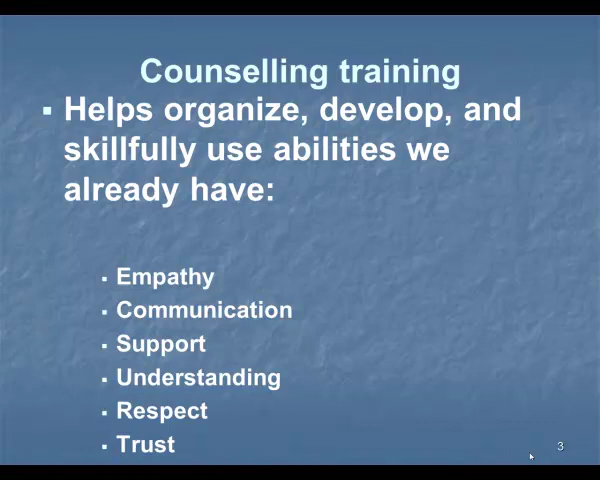 Counselling training
▪ Helps organize, develop, and
skillfully use abilities we
already have:
▪ Empathy
▪ Communication
▪ Support
▪ Understanding
▪ Respect
▪ Trust
3